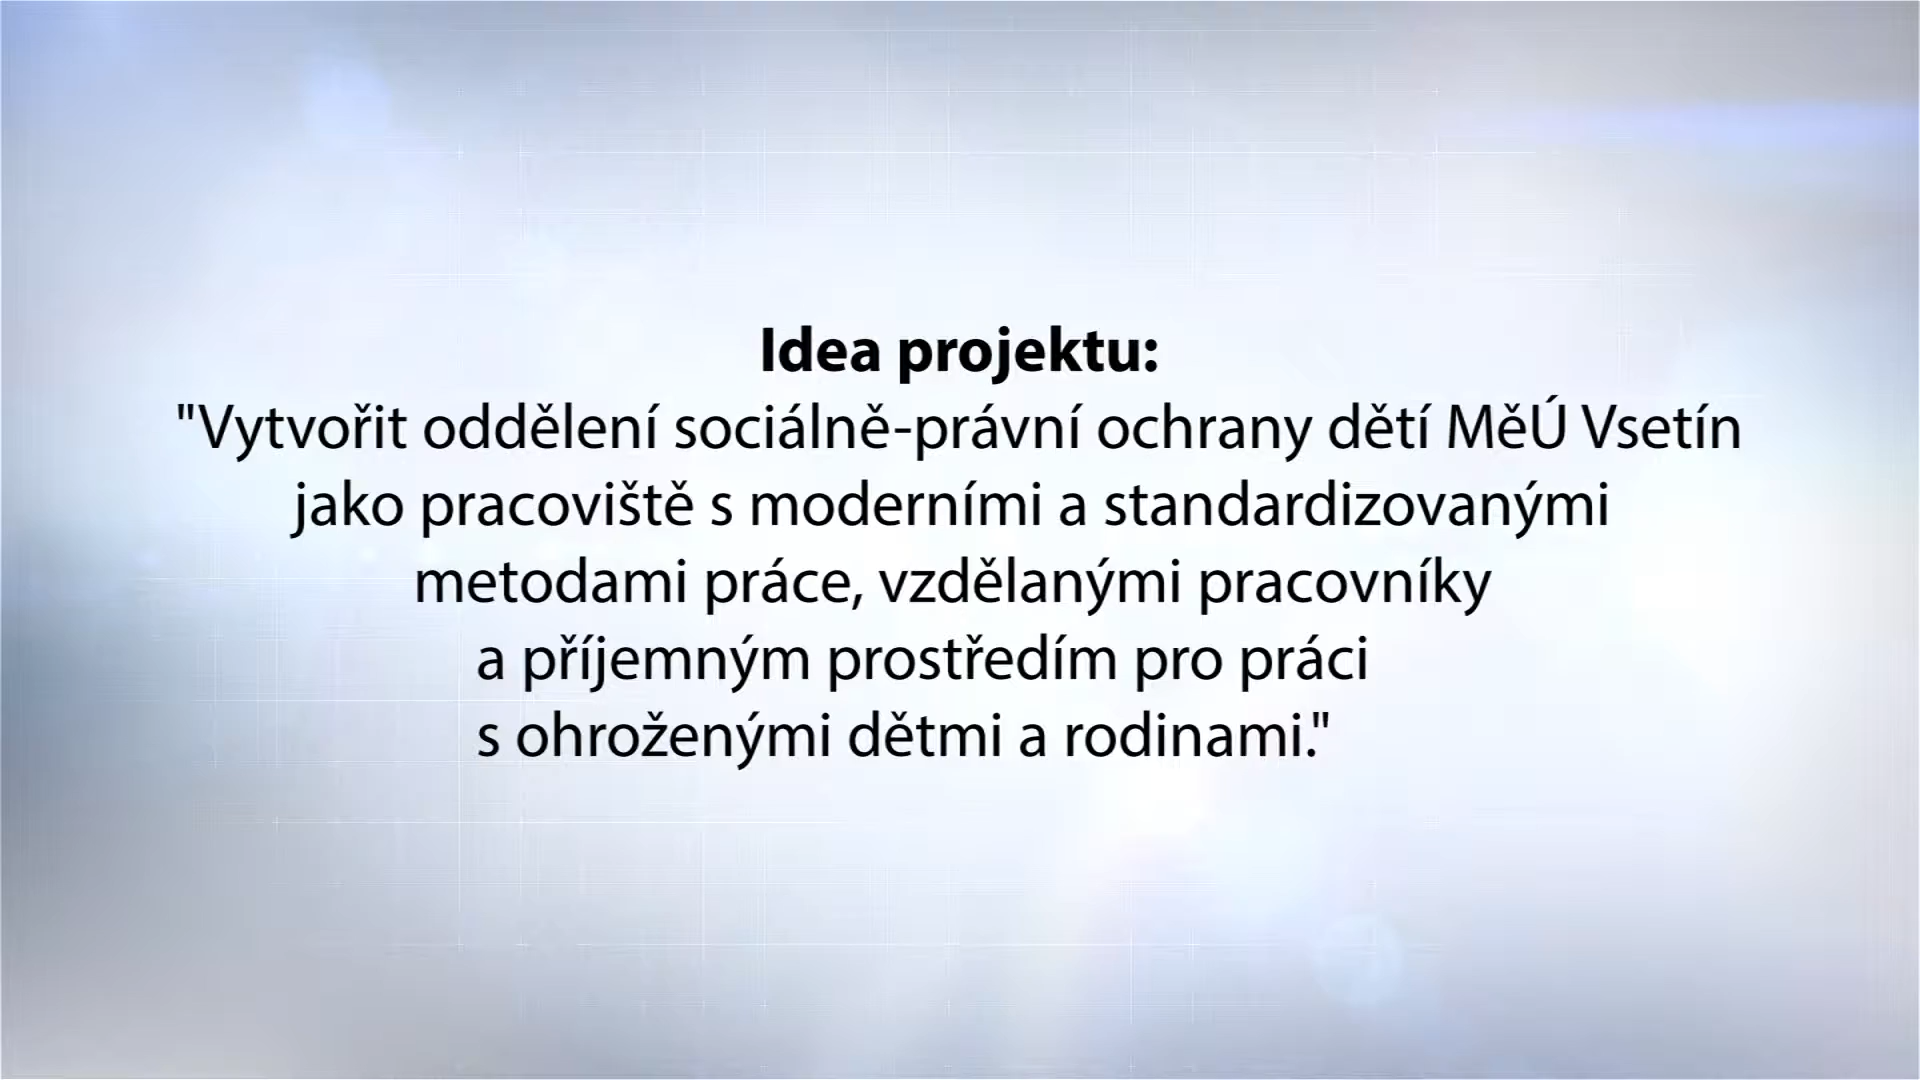 Idea projektu:
"Vytvořit oddělení sociálně-právní ochrany dětí MěÚ Vsetín
jako pracoviště s moderními a standardizovanými
metodami práce, vzdělanými pracovníky
a příjemným prostředím pro práci
s ohroženými dětmi a rodinami."